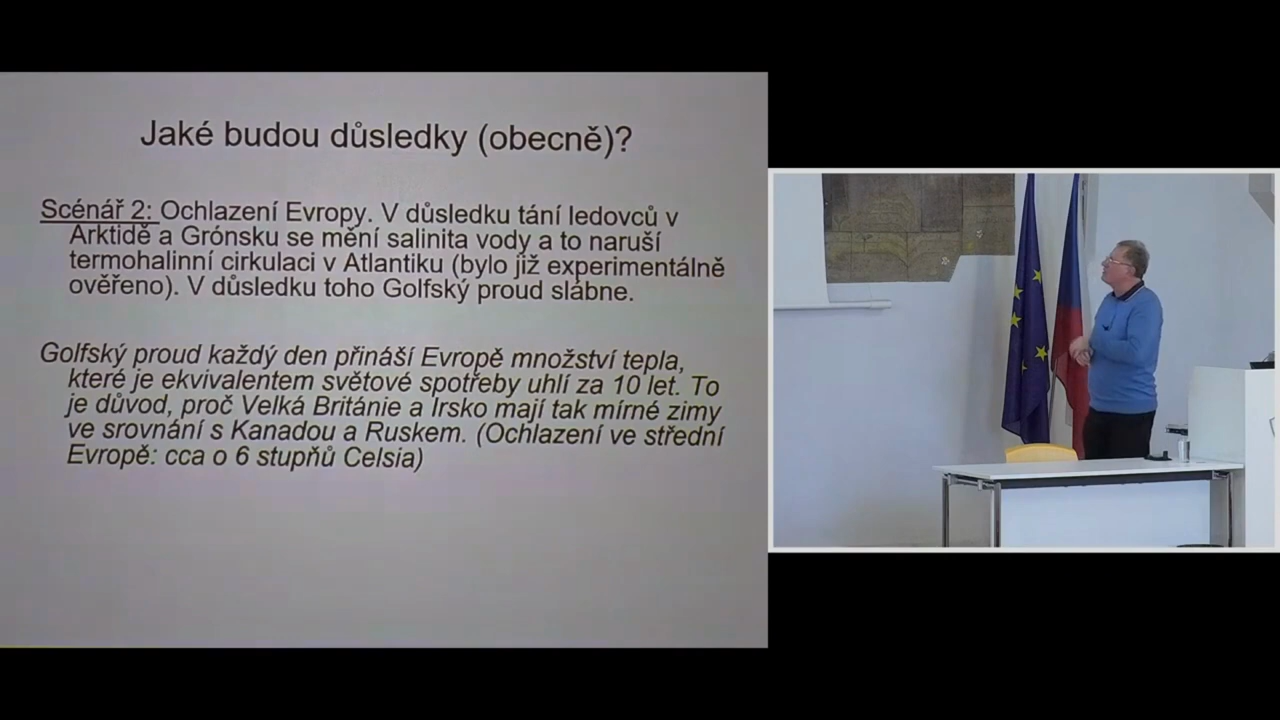 Jaké budou důsledky (obecně)?
Scénář 2: Ochlazení Evropy. V důsledku tání ledovců v
Arktidě a Grónsku se mění salinita vody a to naruší
termohalinní cirkulaci v Atlantiku (bylo již experimentálně
ověřeno). V důsledku toho Golfský proud slábne.
Golfský proud každý den přináší Evropě množství tepla,
které je ekvivalentem světové spotřeby uhlí za 10 let. To
je důvod, proč Velká Británie a Irsko mají tak mírné zimy
ve srovnání s Kanadou a Ruskem. (Ochlazení ve střední
Evropě: cca o 6 stupňů Celsia)